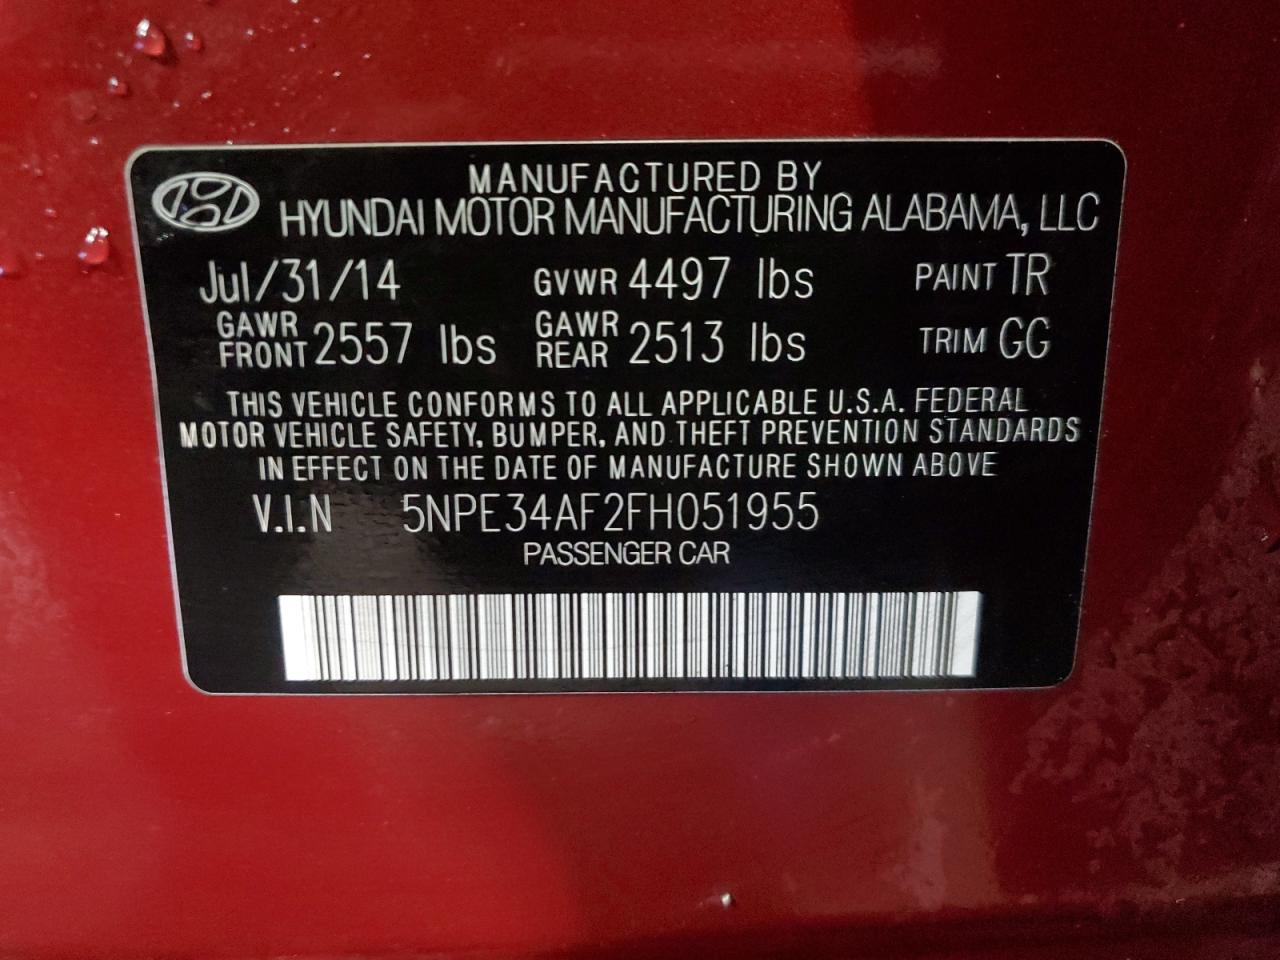 MANUFACTURED BY
HYUNDAI MOTOR MANUFACTURING ALABAMA, LLC
Jul/31/14 GVWR 4497 lbs PAINT TR
GAWR FRONT 2557 lbs GAWR REAR 2513 lbs TRIM GG
THIS VEHICLE CONFORMS TO ALL APPLICABLE U.S.A. FEDERAL
MOTOR VEHICLE SAFETY, BUMPER, AND THEFT PREVENTION STANDARDS
IN EFFECT ON THE DATE OF MANUFACTURE SHOWN ABOVE
V.I.N 5NPE34AF2FH051955
PASSENGER CAR